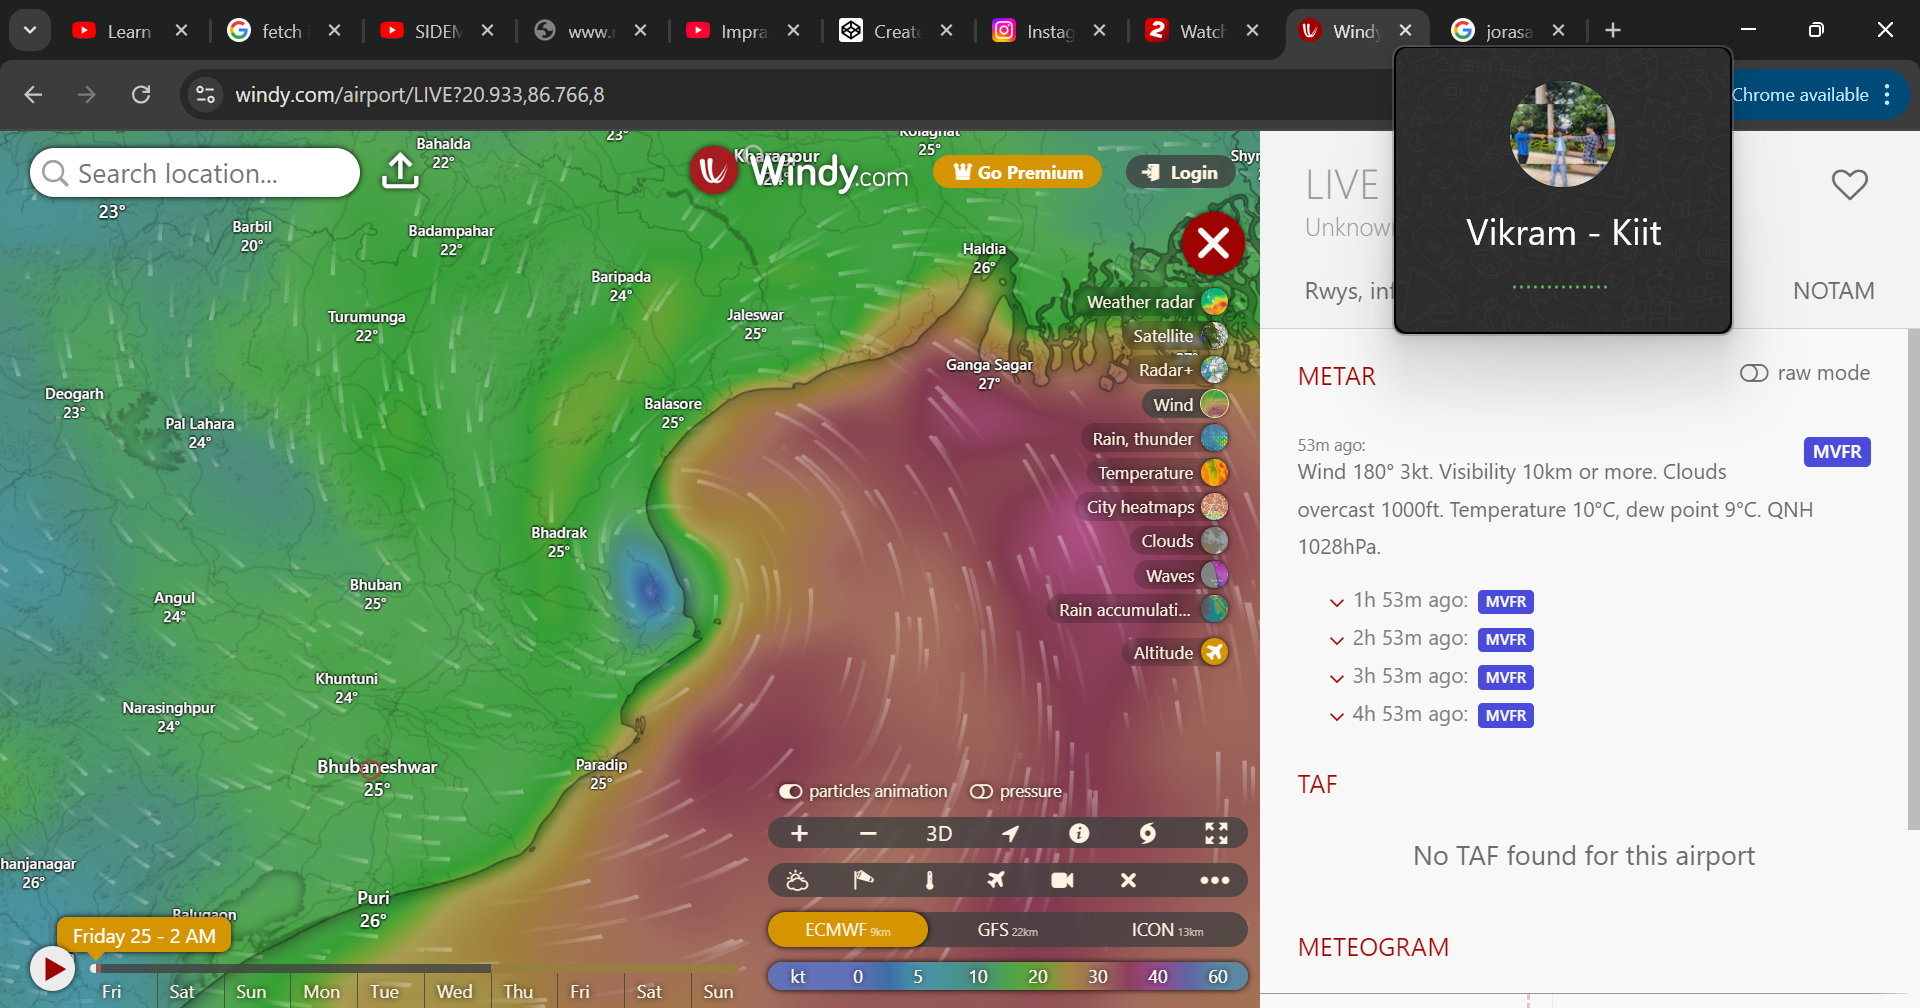 Learn
fetch i
SIDEM
www.r
Impra
Create
Instag
Watch
Windy
jorasa
windy.com/airport/LIVE?20.933,86.766,8
Chrome available
Vikram - Kiit
Search location...
Windy.com
Go Premium
Login
Bahalda
22°
23°
Kolaghat
25°
Kharagpur
24°
23°
Barbil
20°
Badampahar
22°
Haldia
26°
Baripada
24°
Turumunga
22°
Jaleswar
25°
Ganga Sagar
27°
Deogarh
23°
Pal Lahara
24°
Balasore
25°
Bhadrak
25°
Angul
24°
Bhuban
25°
Khuntuni
24°
Narasinghpur
24°
Bhubaneshwar
25°
Paradip
25°
hanjanagar
26°
Puri
26°
Balugaon
Weather radar
Satellite
Radar+
Wind
Rain, thunder
Temperature
City heatmaps
Clouds
Waves
Rain accumulati...
Altitude
particles animation
pressure
3D
ECMWF 9km
GFS 22km
ICON 13km
kt 0 5 10 20 30 40 60
Friday 25 - 2 AM
Fri Sat Sun Mon Tue Wed Thu Fri Sat Sun
LIVE
Unknow
Rwys, inf
NOTAM
METAR
raw mode
53m ago:
MVFR
Wind 180° 3kt. Visibility 10km or more. Clouds
overcast 1000ft. Temperature 10°C, dew point 9°C. QNH
1028hPa.
1h 53m ago: MVFR
2h 53m ago: MVFR
3h 53m ago: MVFR
4h 53m ago: MVFR
TAF
No TAF found for this airport
METEOGRAM